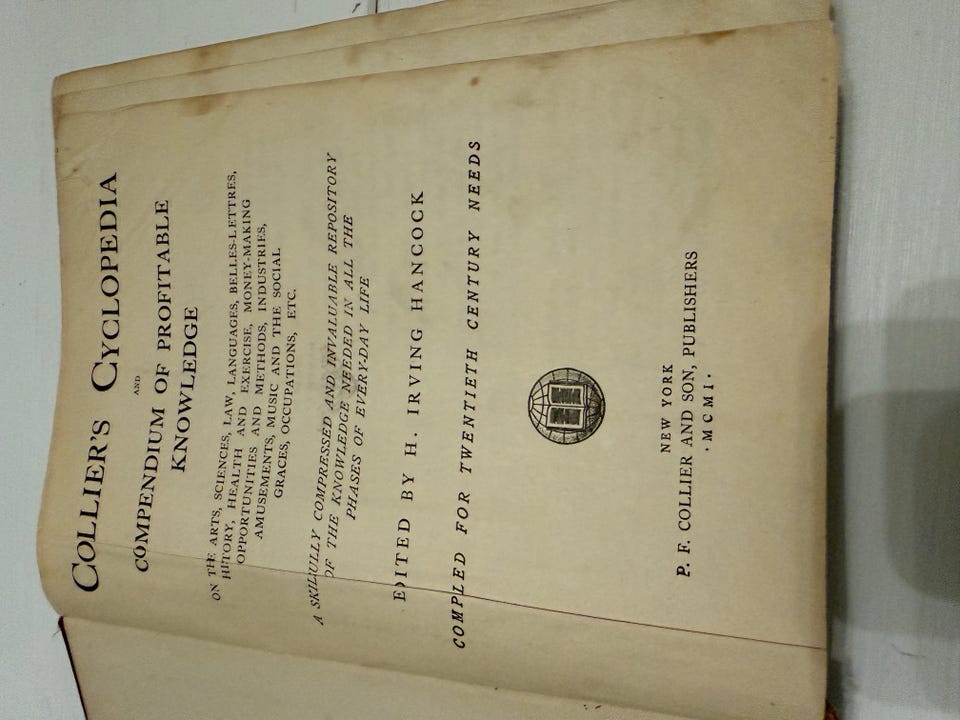 COLLIER'S CYCLOPEDIA
AND
COMPENDIUM OF PROFITABLE
KNOWLEDGE
ON THE ARTS, SCIENCES, LAW, LANGUAGES, BELLES-LETTRES,
HISTORY, HEALTH AND EXERCISE, MONEY-MAKING
OPPORTUNITIES AND METHODS, INDUSTRIES,
AMUSEMENTS, MUSIC AND THE SOCIAL
GRACES, OCCUPATIONS, ETC.
A SKILFULLY COMPRESSED AND INVALUABLE REPOSITORY
OF THE KNOWLEDGE NEEDED IN ALL THE
PHASES OF EVERY-DAY LIFE
EDITED BY H. IRVING HANCOCK
COMPILED FOR TWENTIETH CENTURY NEEDS
NEW YORK
P. F. COLLIER AND SON, PUBLISHERS
· MCMI ·